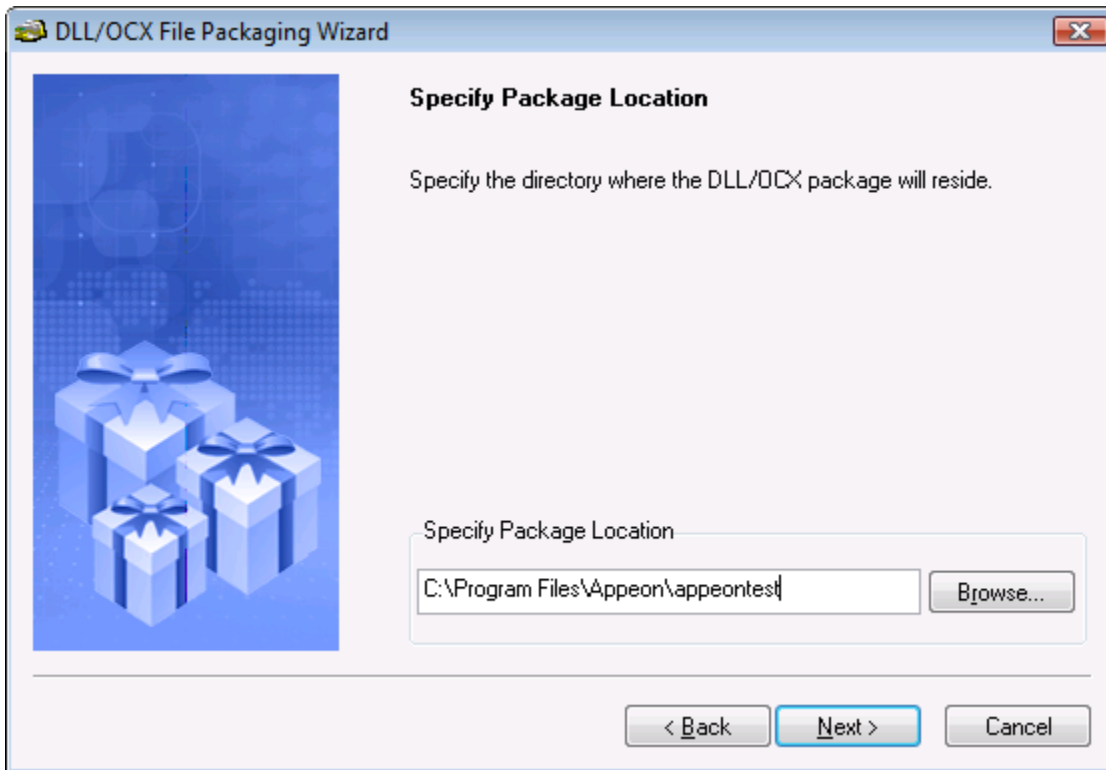 DLL/OCX File Packaging Wizard
Specify Package Location
Specify the directory where the DLL/OCX package will reside.
Specify Package Location
C:\Program Files\Appeon\appeontest
Browse...
< Back
Next >
Cancel